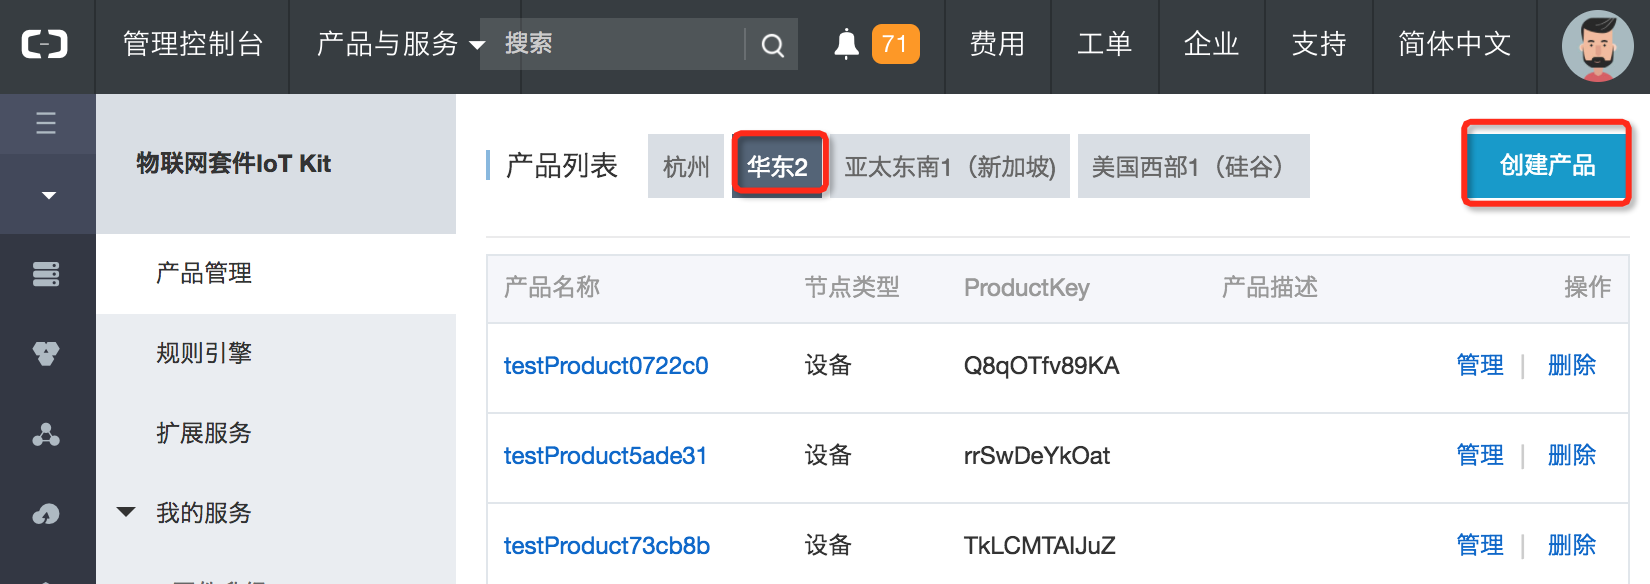 管理控制台 产品与服务 搜索 71 费用 工单 企业 支持 简体中文
物联网套件IoT Kit
产品管理
规则引擎
扩展服务
我的服务
产品列表 杭州 华东2 亚太东南1（新加坡) 美国西部1（硅谷） 创建产品
产品名称 节点类型 ProductKey 产品描述 操作
testProduct0722c0 设备 Q8qOTfv89KA 管理 | 删除
testProduct5ade31 设备 rrSwDeYkOat 管理 | 删除
testProduct73cb8b 设备 TkLCMTAIJuZ 管理 | 删除